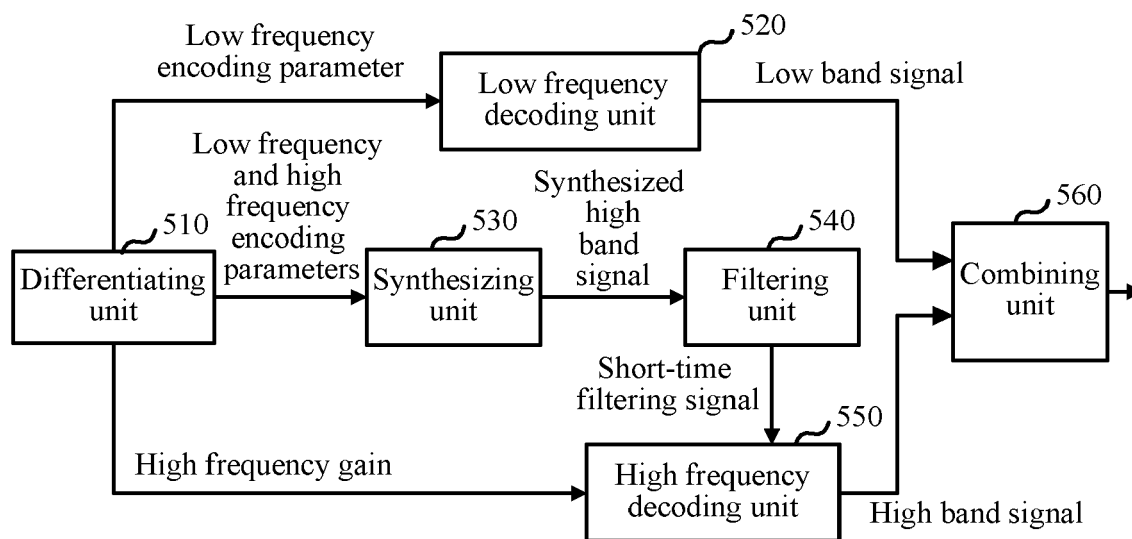 Low frequency
encoding parameter
520
Low frequency
decoding unit
Low band signal
Low frequency
and high
frequency
encoding
parameters
510
Differentiating
unit
530
Synthesizing
unit
Synthesized
high
band
signal
540
Filtering
unit
560
Combining
unit
Short-time
filtering signal
550
High frequency gain
High frequency
decoding unit
High band signal